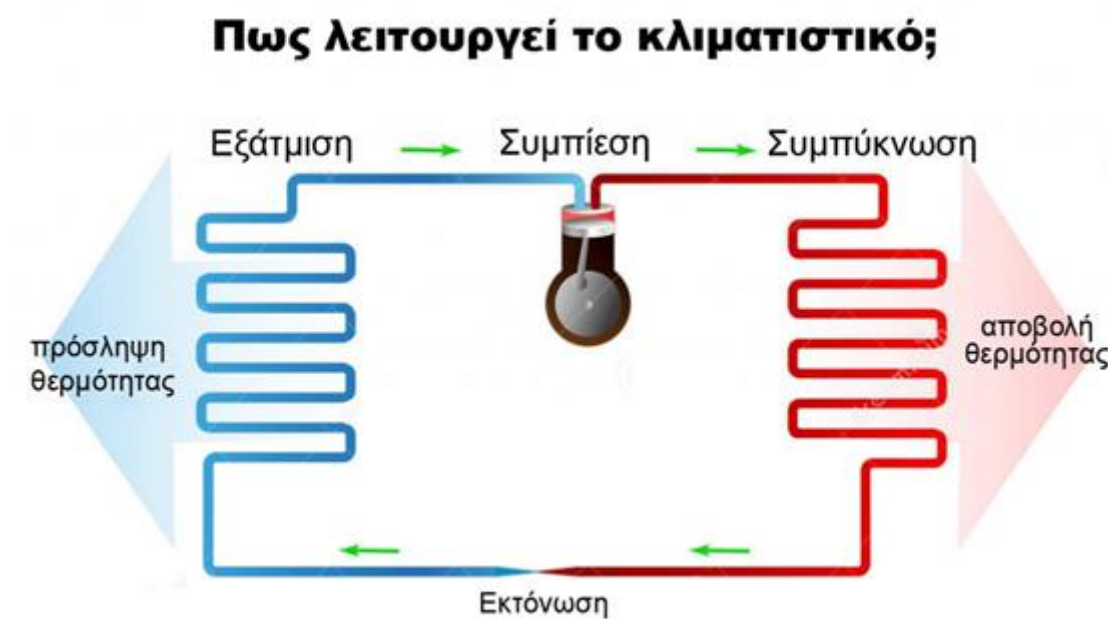 Πως λειτουργεί το κλιματιστικό;
Εξάτμιση
Συμπίεση
Συμπύκνωση
πρόσληψη
θερμότητας
αποβολή
θερμότητας
Εκτόνωση